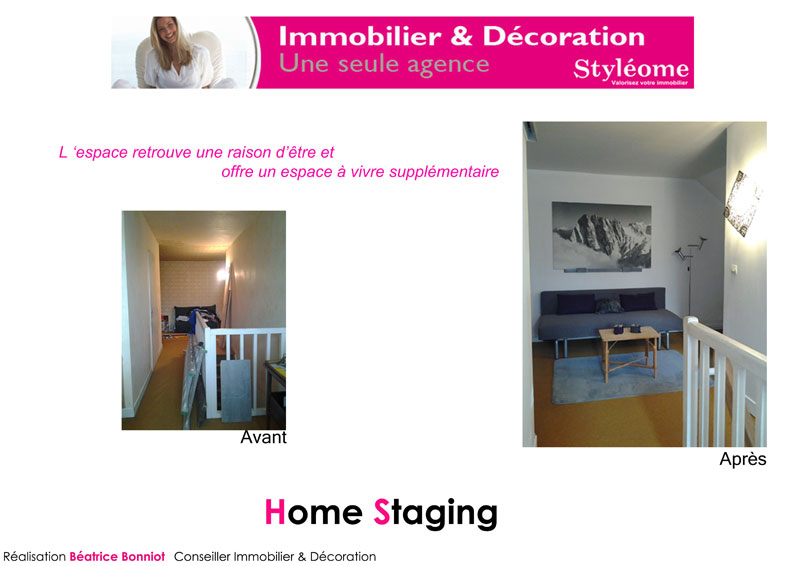 Immobilier & Décoration
Une seule agence
Styléome
Valorisez votre immobilier
L ‘espace retrouve une raison d’être et
offre un espace à vivre supplémentaire
Avant
Après
Home Staging
Réalisation Béatrice Bonniot Conseiller Immobilier & Décoration